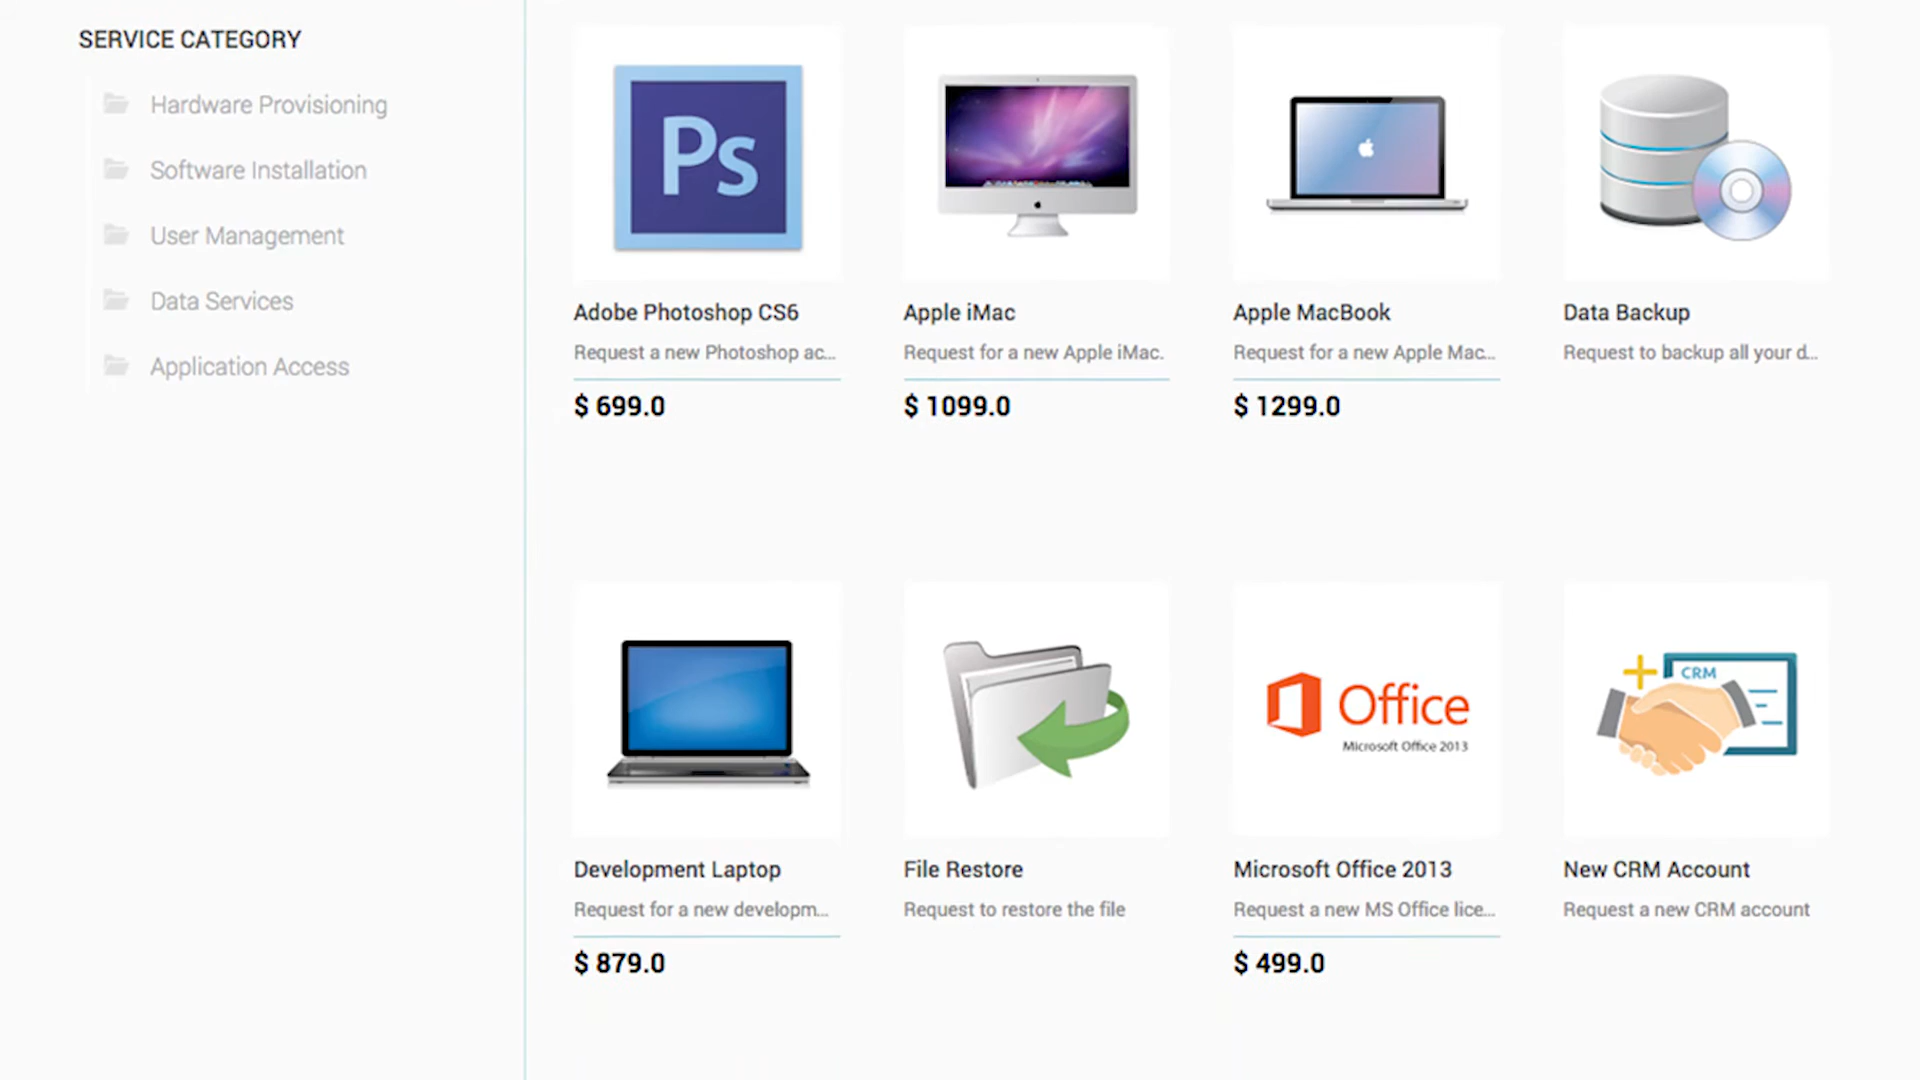 SERVICE CATEGORY
Hardware Provisioning
Software Installation
User Management
Data Services
Application Access
Ps
Adobe Photoshop CS6
Request a new Photoshop ac...
$ 699.0
Apple iMac
Request for a new Apple iMac.
$ 1099.0
Apple MacBook
Request for a new Apple Mac...
$ 1299.0
Data Backup
Request to backup all your d...
Development Laptop
Request for a new developm...
$ 879.0
File Restore
Request to restore the file
Office
Microsoft Office 2013
Microsoft Office 2013
Request a new MS Office lice...
$ 499.0
CRM
New CRM Account
Request a new CRM account